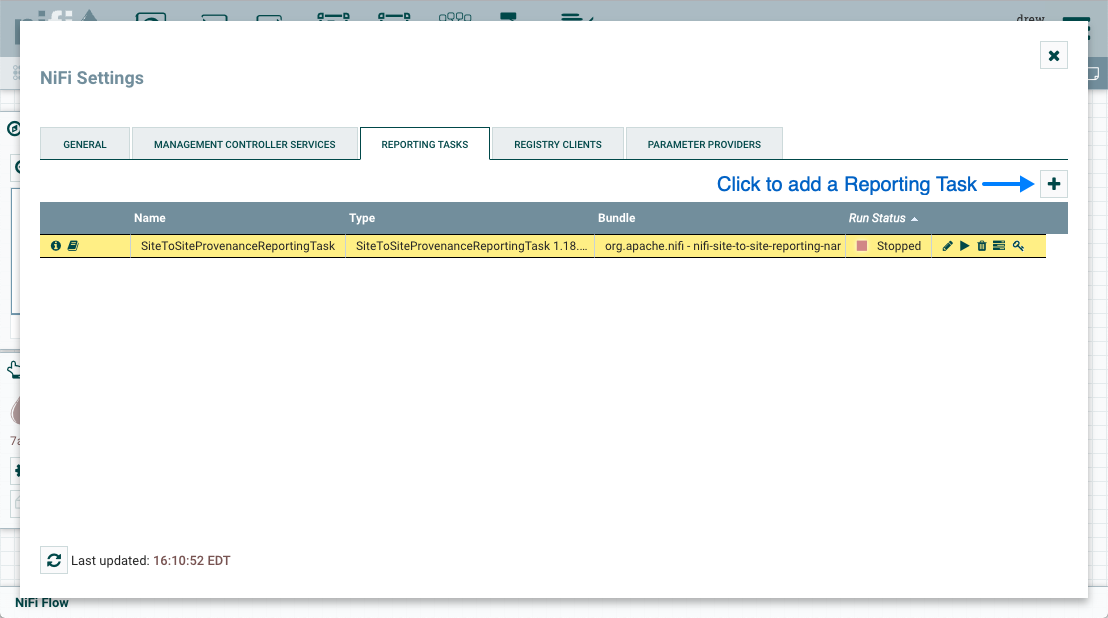 drew
NiFi Settings
GENERAL MANAGEMENT CONTROLLER SERVICES REPORTING TASKS REGISTRY CLIENTS PARAMETER PROVIDERS
Click to add a Reporting Task
Name Type Bundle Run Status
SiteToSiteProvenanceReportingTask SiteToSiteProvenanceReportingTask 1.18.... org.apache.nifi - nifi-site-to-site-reporting-nar Stopped
Last updated: 16:10:52 EDT
NiFi Flow